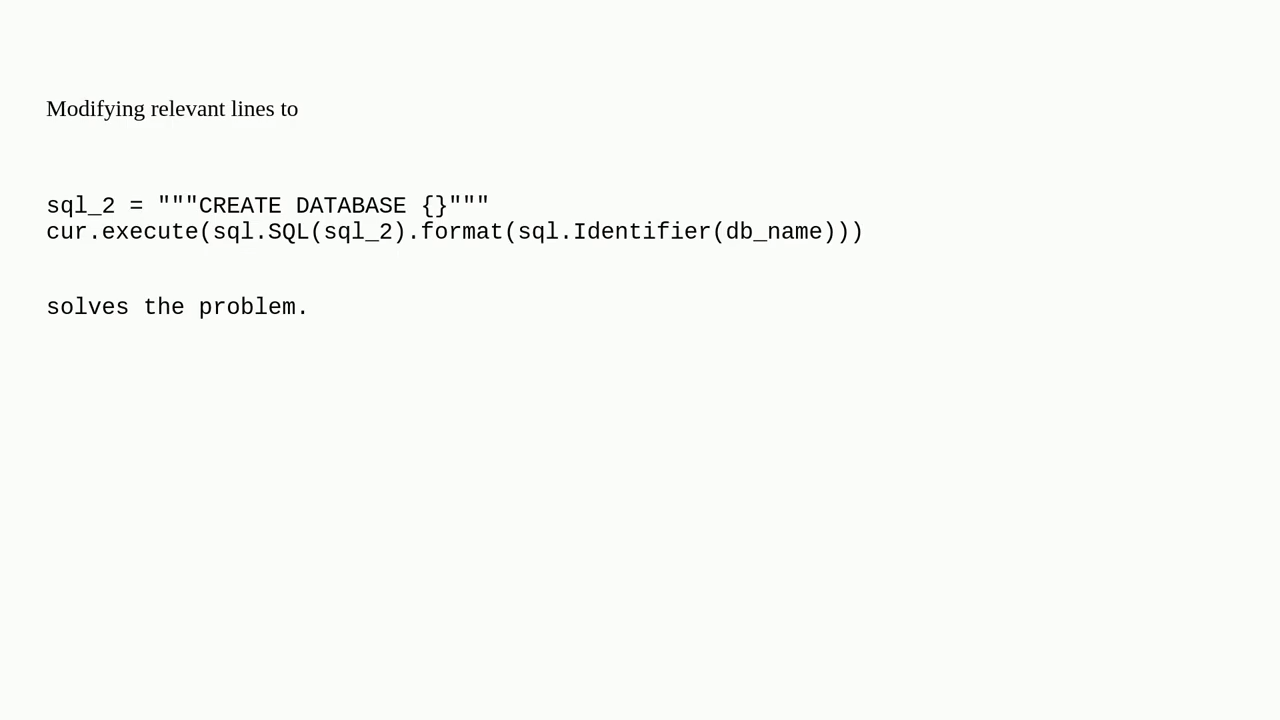 Modifying relevant lines to
sql_2 = """CREATE DATABASE {}"""
cur.execute(sql.SQL(sql_2).format(sql.Identifier(db_name)))
solves the problem.